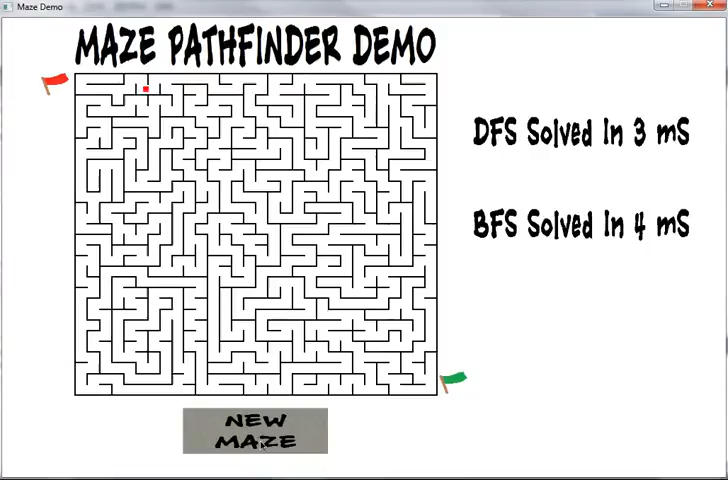 Maze Demo
MAZE PATHFINDER DEMO
DFS Solved In 3 mS
BFS Solved In 4 mS
NEW
MAZE